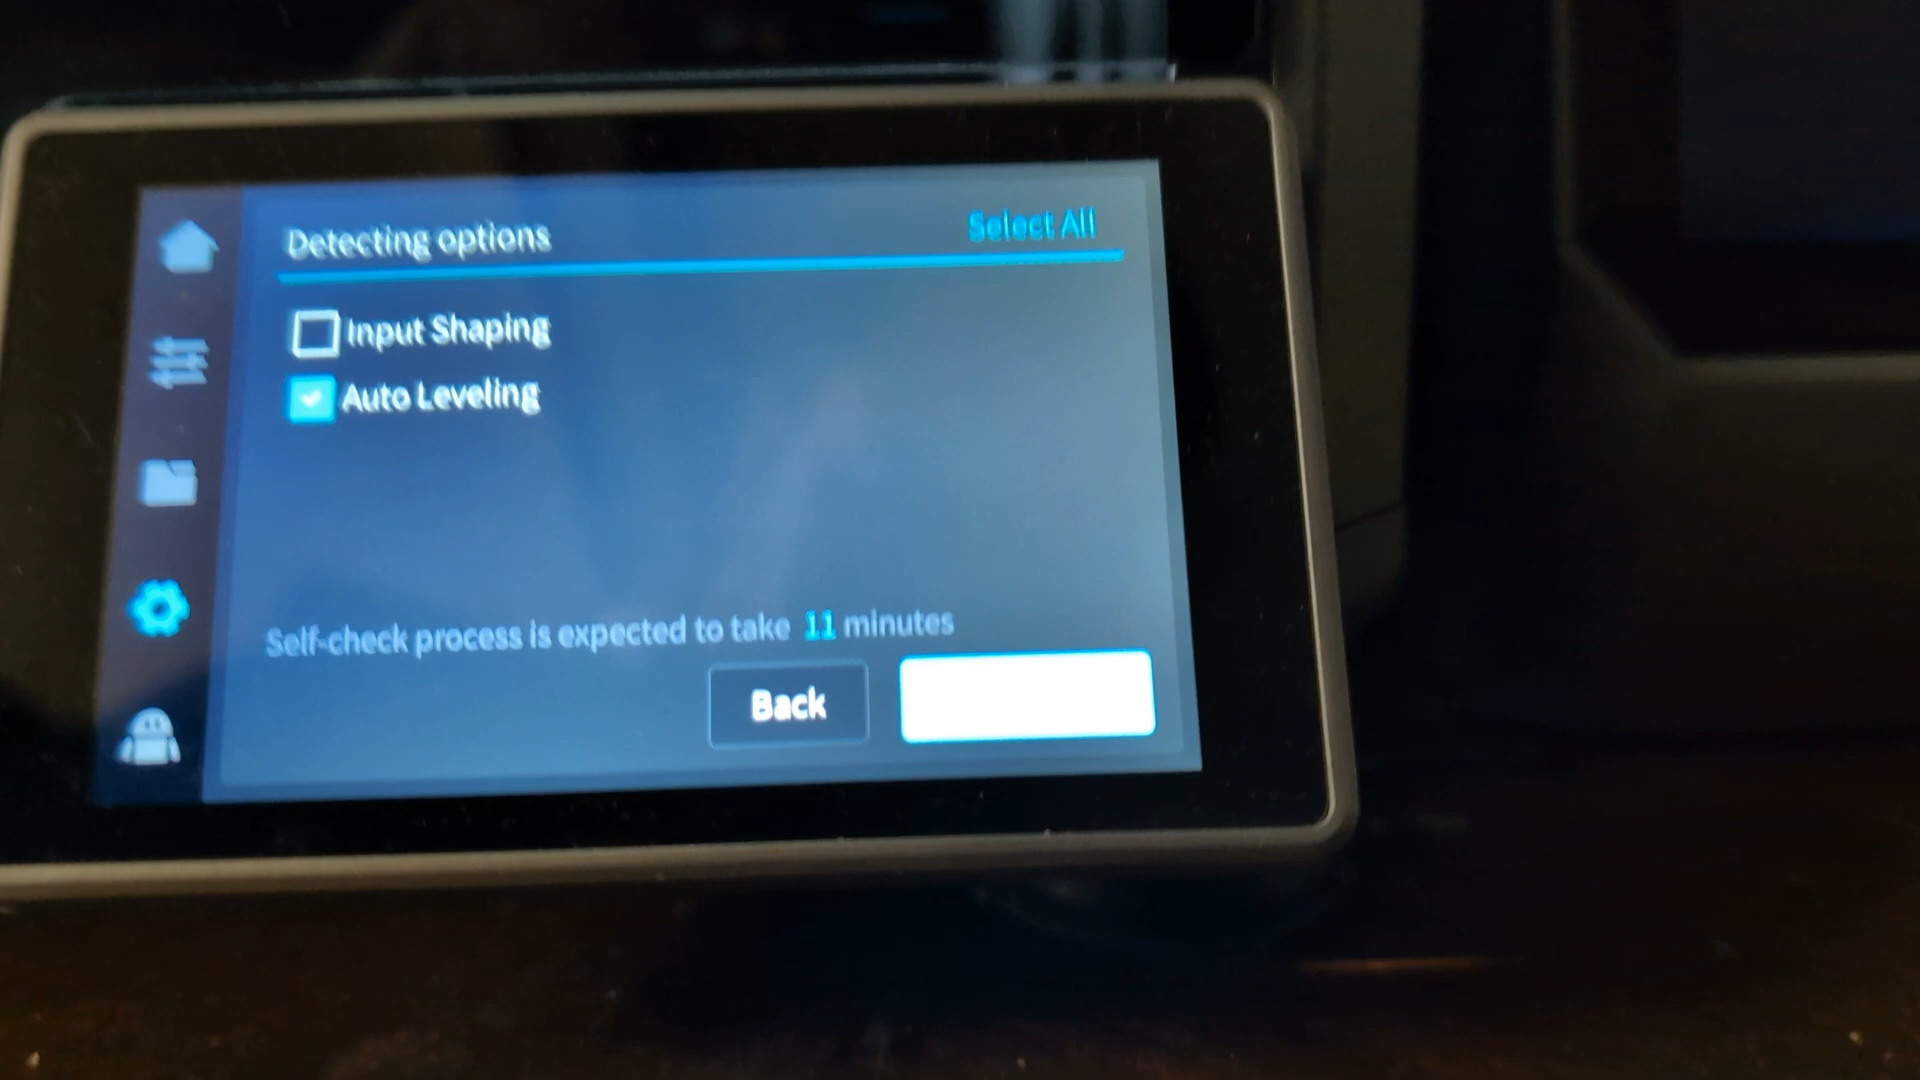 Detecting options
Select All
Input Shaping
Auto Leveling
Self-check process is expected to take 11 minutes
Back